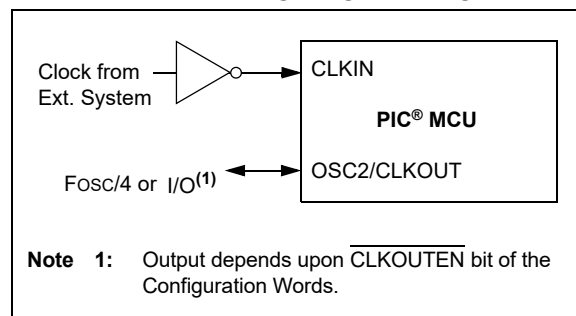 Clock from
Ext. System
CLKIN
PIC® MCU
FOSC/4 or I/O(1)
OSC2/CLKOUT
Note 1: Output depends upon CLKOUTEN bit of the
Configuration Words.